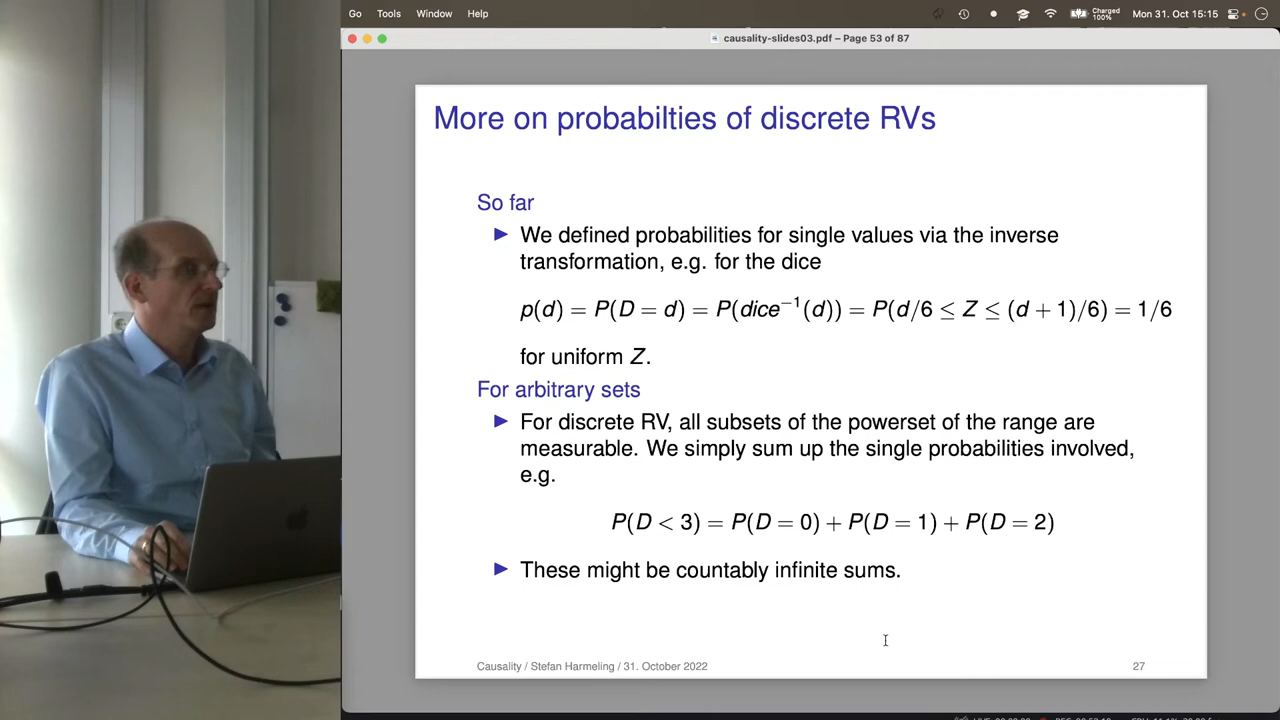 Go Tools Window Help
Charged 100% Mon 31. Oct 15:15
causality-slides03.pdf – Page 53 of 87
More on probabilties of discrete RVs
So far
▶ We defined probabilities for single values via the inverse
transformation, e.g. for the dice
p(d) = P(D = d) = P(dice⁻¹(d)) = P(d/6 ≤ Z ≤ (d + 1)/6) = 1/6
for uniform Z.
For arbitrary sets
▶ For discrete RV, all subsets of the powerset of the range are
measurable. We simply sum up the single probabilities involved,
e.g.
P(D < 3) = P(D = 0) + P(D = 1) + P(D = 2)
▶ These might be countably infinite sums.
Causality / Stefan Harmeling / 31. October 2022 27